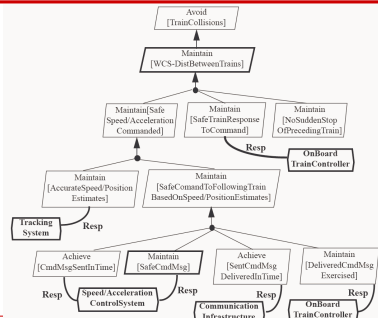 Avoid
[TrainCollisions]
Maintain
[WCS-DistBetweenTrains]
Maintain[Safe
Speed/Acceleration
Commanded]
Maintain
[SafeTrainResponse
ToCommand]
Maintain
[NoSuddenStop
OfPrecedingTrain]
Resp
OnBoard
TrainController
Maintain
[AccurateSpeed/Position
Estimates]
Maintain
[SafeComandToFollowingTrain
BasedOnSpeed/PositionEstimates]
Tracking
System
Resp
Achieve
[CmdMsgSentInTime]
Maintain
[SafeCmdMsg]
Achieve
[SentCmdMsg
DeliveredInTime]
Maintain
[DeliveredCmdMsg
Exercised]
Resp
Speed/Acceleration
ControlSystem
Resp
Resp
Resp
Communication
Infrastructure
OnBoard
TrainController